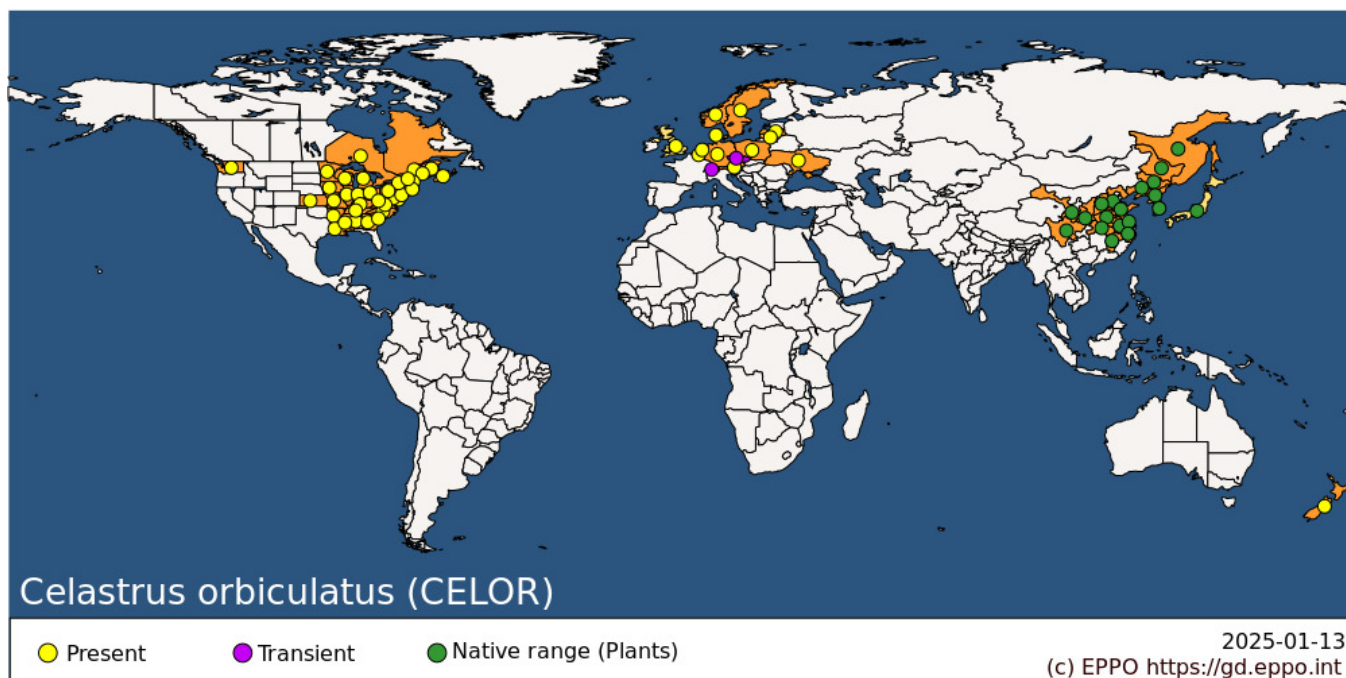 Celastrus orbiculatus (CELOR)
Present
Transient
Native range (Plants)
2025-01-13
(c) EPPO https://gd.eppo.int